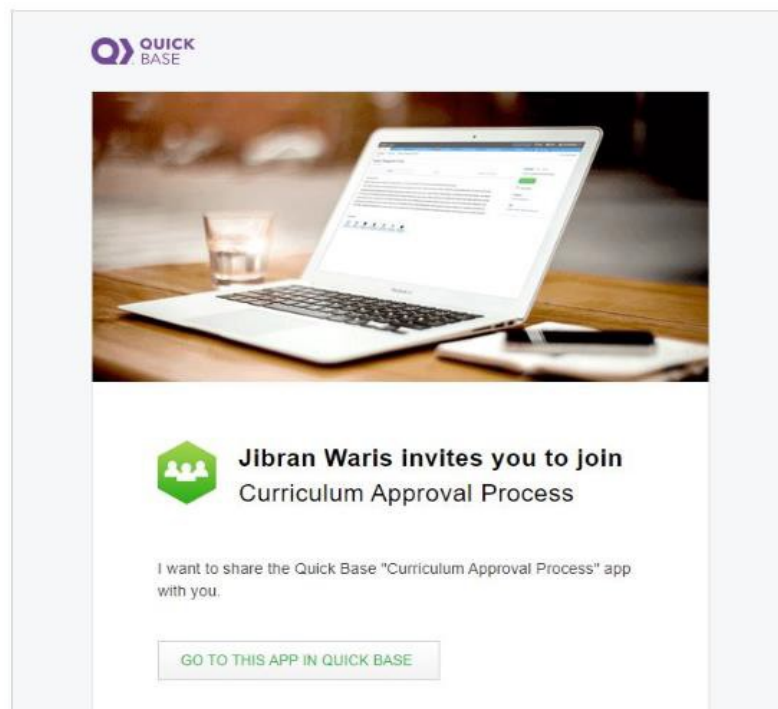 QUICK
BASE
Jibran Waris invites you to join
Curriculum Approval Process
I want to share the Quick Base "Curriculum Approval Process" app
with you.
GO TO THIS APP IN QUICK BASE